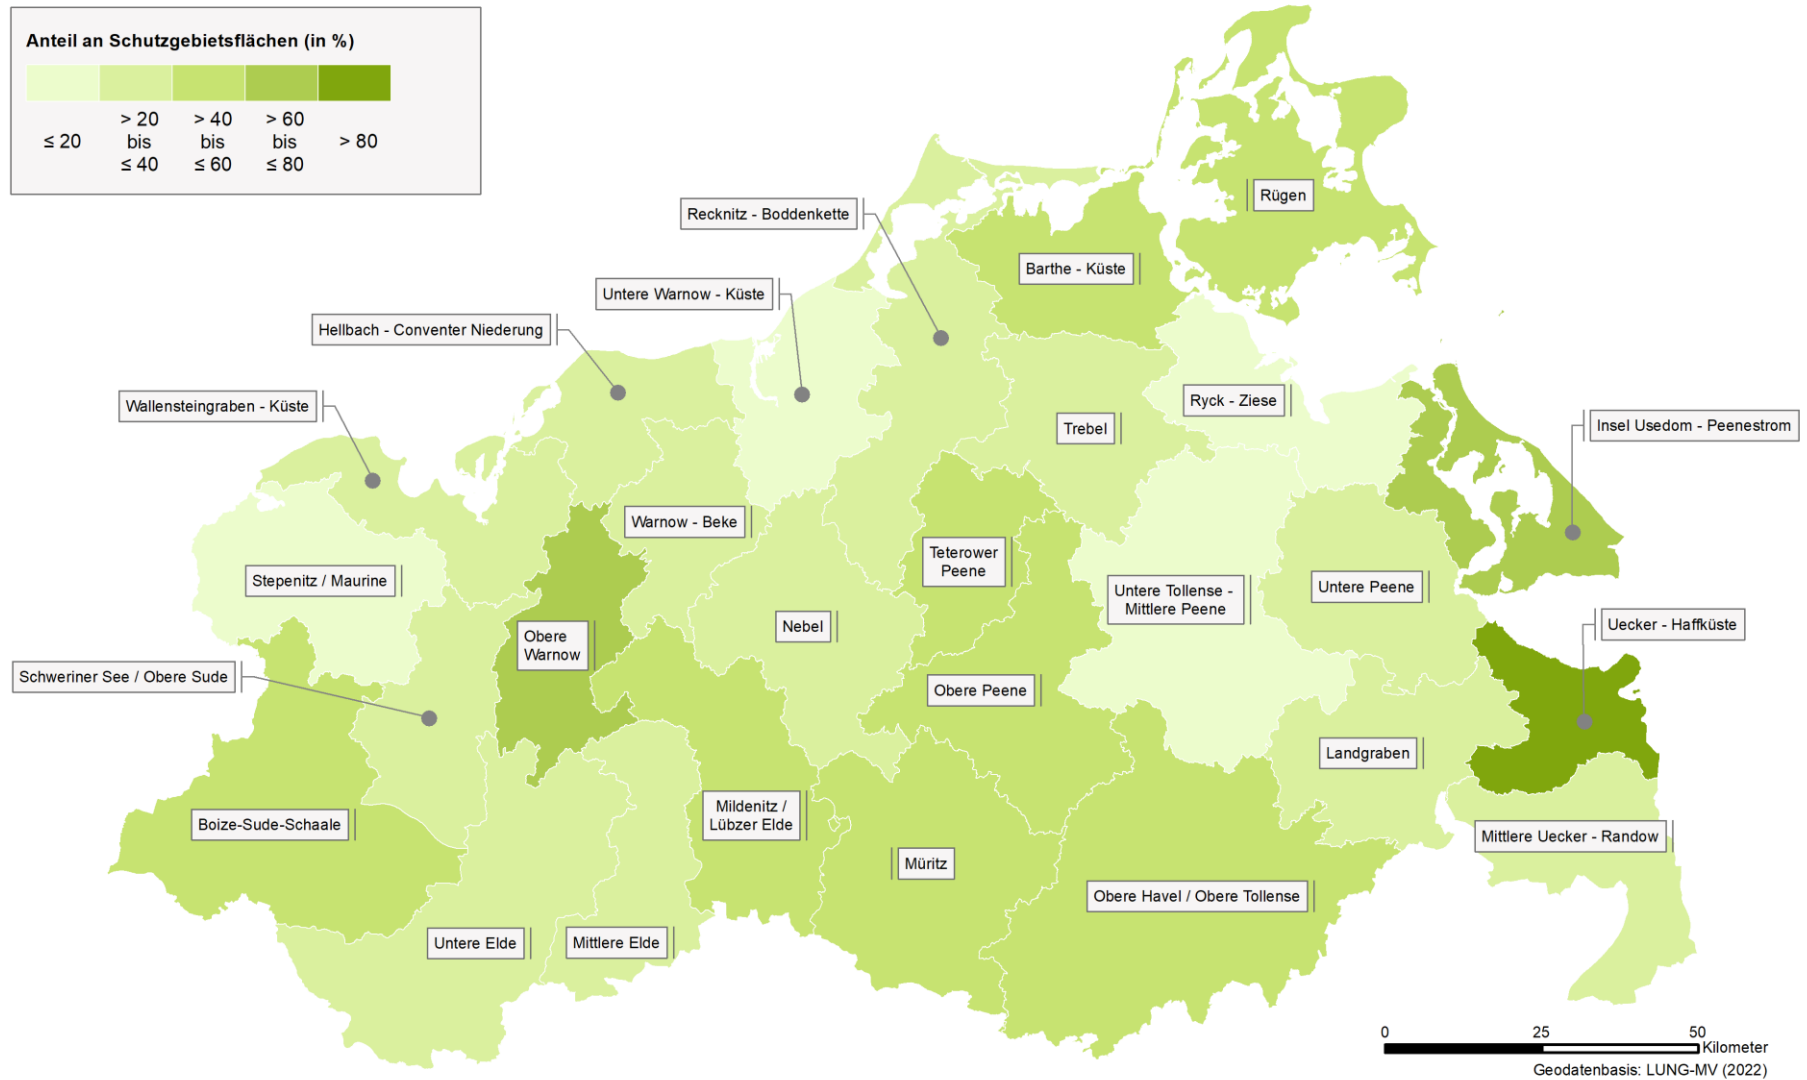 Anteil an Schutzgebietsflächen (in %)
≤ 20
> 20
bis
≤ 40
> 40
bis
≤ 60
> 60
bis
≤ 80
> 80
Rügen
Recknitz - Boddenkette
Barthe - Küste
Untere Warnow - Küste
Hellbach - Conventer Niederung
Wallensteingraben - Küste
Ryck - Ziese
Trebel
Insel Usedom - Peenestrom
Warnow - Beke
Teterower
Peene
Stepenitz / Maurine
Untere Tollense -
Mittlere Peene
Untere Peene
Nebel
Obere
Warnow
Uecker - Haffküste
Schweriner See / Obere Sude
Obere Peene
Landgraben
Boize-Sude-Schaale
Mildenitz /
Lübzer Elde
Mittlere Uecker - Randow
Müritz
Obere Havel / Obere Tollense
Untere Elde
Mittlere Elde
0 25 50
Kilometer
Geodatenbasis: LUNG-MV (2022)